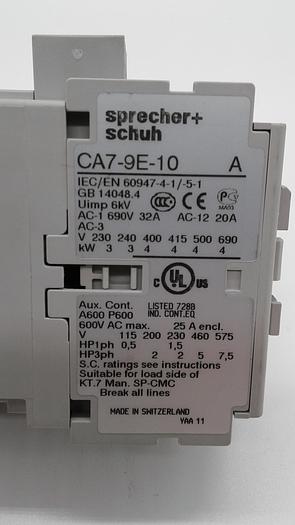 sprecher+
schuh
CA7-9E-10 A
IEC/EN 60947-4-1/-5-1
GB 14048.4
Uimp 6kV
AC-1 690V 32A AC-12 20A
AC-3
V 230 240 400 415 500 690
kW 3 3 4 4 4 4
C UL US
Aux. Cont. LISTED 728B
A600 P600 IND. CONT.EQ
600V AC max. 25 A encl.
V 115 200 230 460 575
HP1ph 0,5 1,5
HP3ph 2 2 5 7,5
S.C. ratings see instructions
Suitable for load side of
KT.7 Man. SP-CMC
Break all lines
MADE IN SWITZERLAND
YAA 11